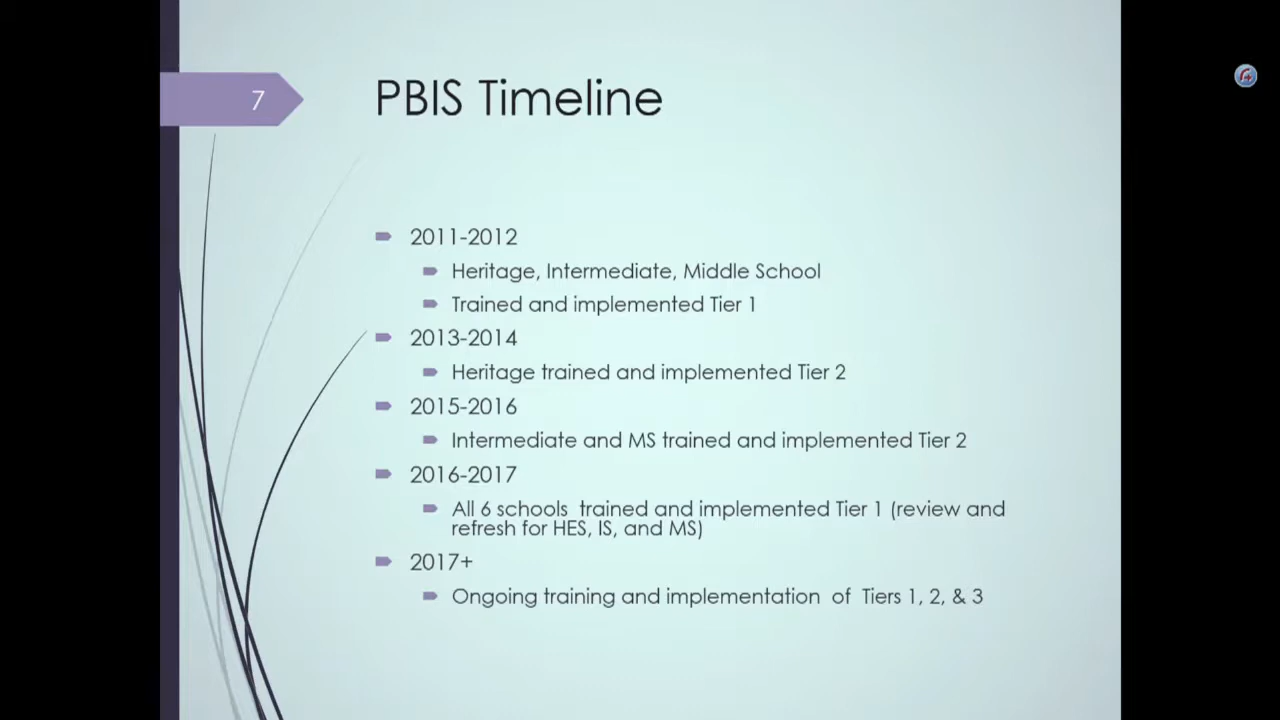 7
PBIS Timeline
2011-2012
Heritage, Intermediate, Middle School
Trained and implemented Tier 1
2013-2014
Heritage trained and implemented Tier 2
2015-2016
Intermediate and MS trained and implemented Tier 2
2016-2017
All 6 schools  trained and implemented Tier 1 (review and
refresh for HES, IS, and MS)
2017+
Ongoing training and implementation  of  Tiers 1, 2, & 3